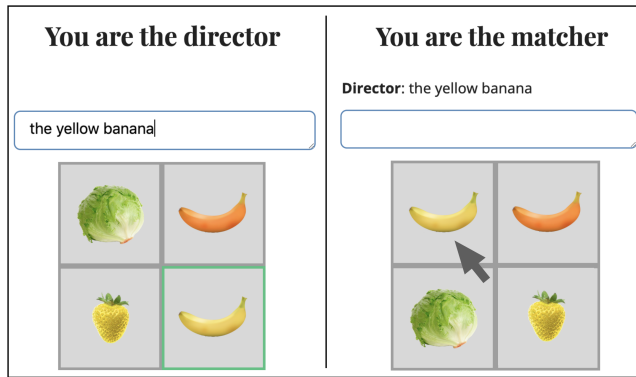 You are the director
the yellow banana
You are the matcher
Director: the yellow banana